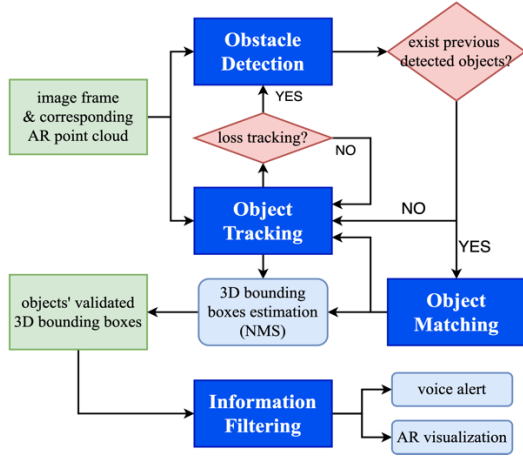 Obstacle
Detection
exist previous
detected objects?
image frame
& corresponding
AR point cloud
YES
loss tracking?
NO
Object
Tracking
NO
YES
objects' validated
3D bounding boxes
3D bounding
boxes estimation
(NMS)
Object
Matching
Information
Filtering
voice alert
AR visualization